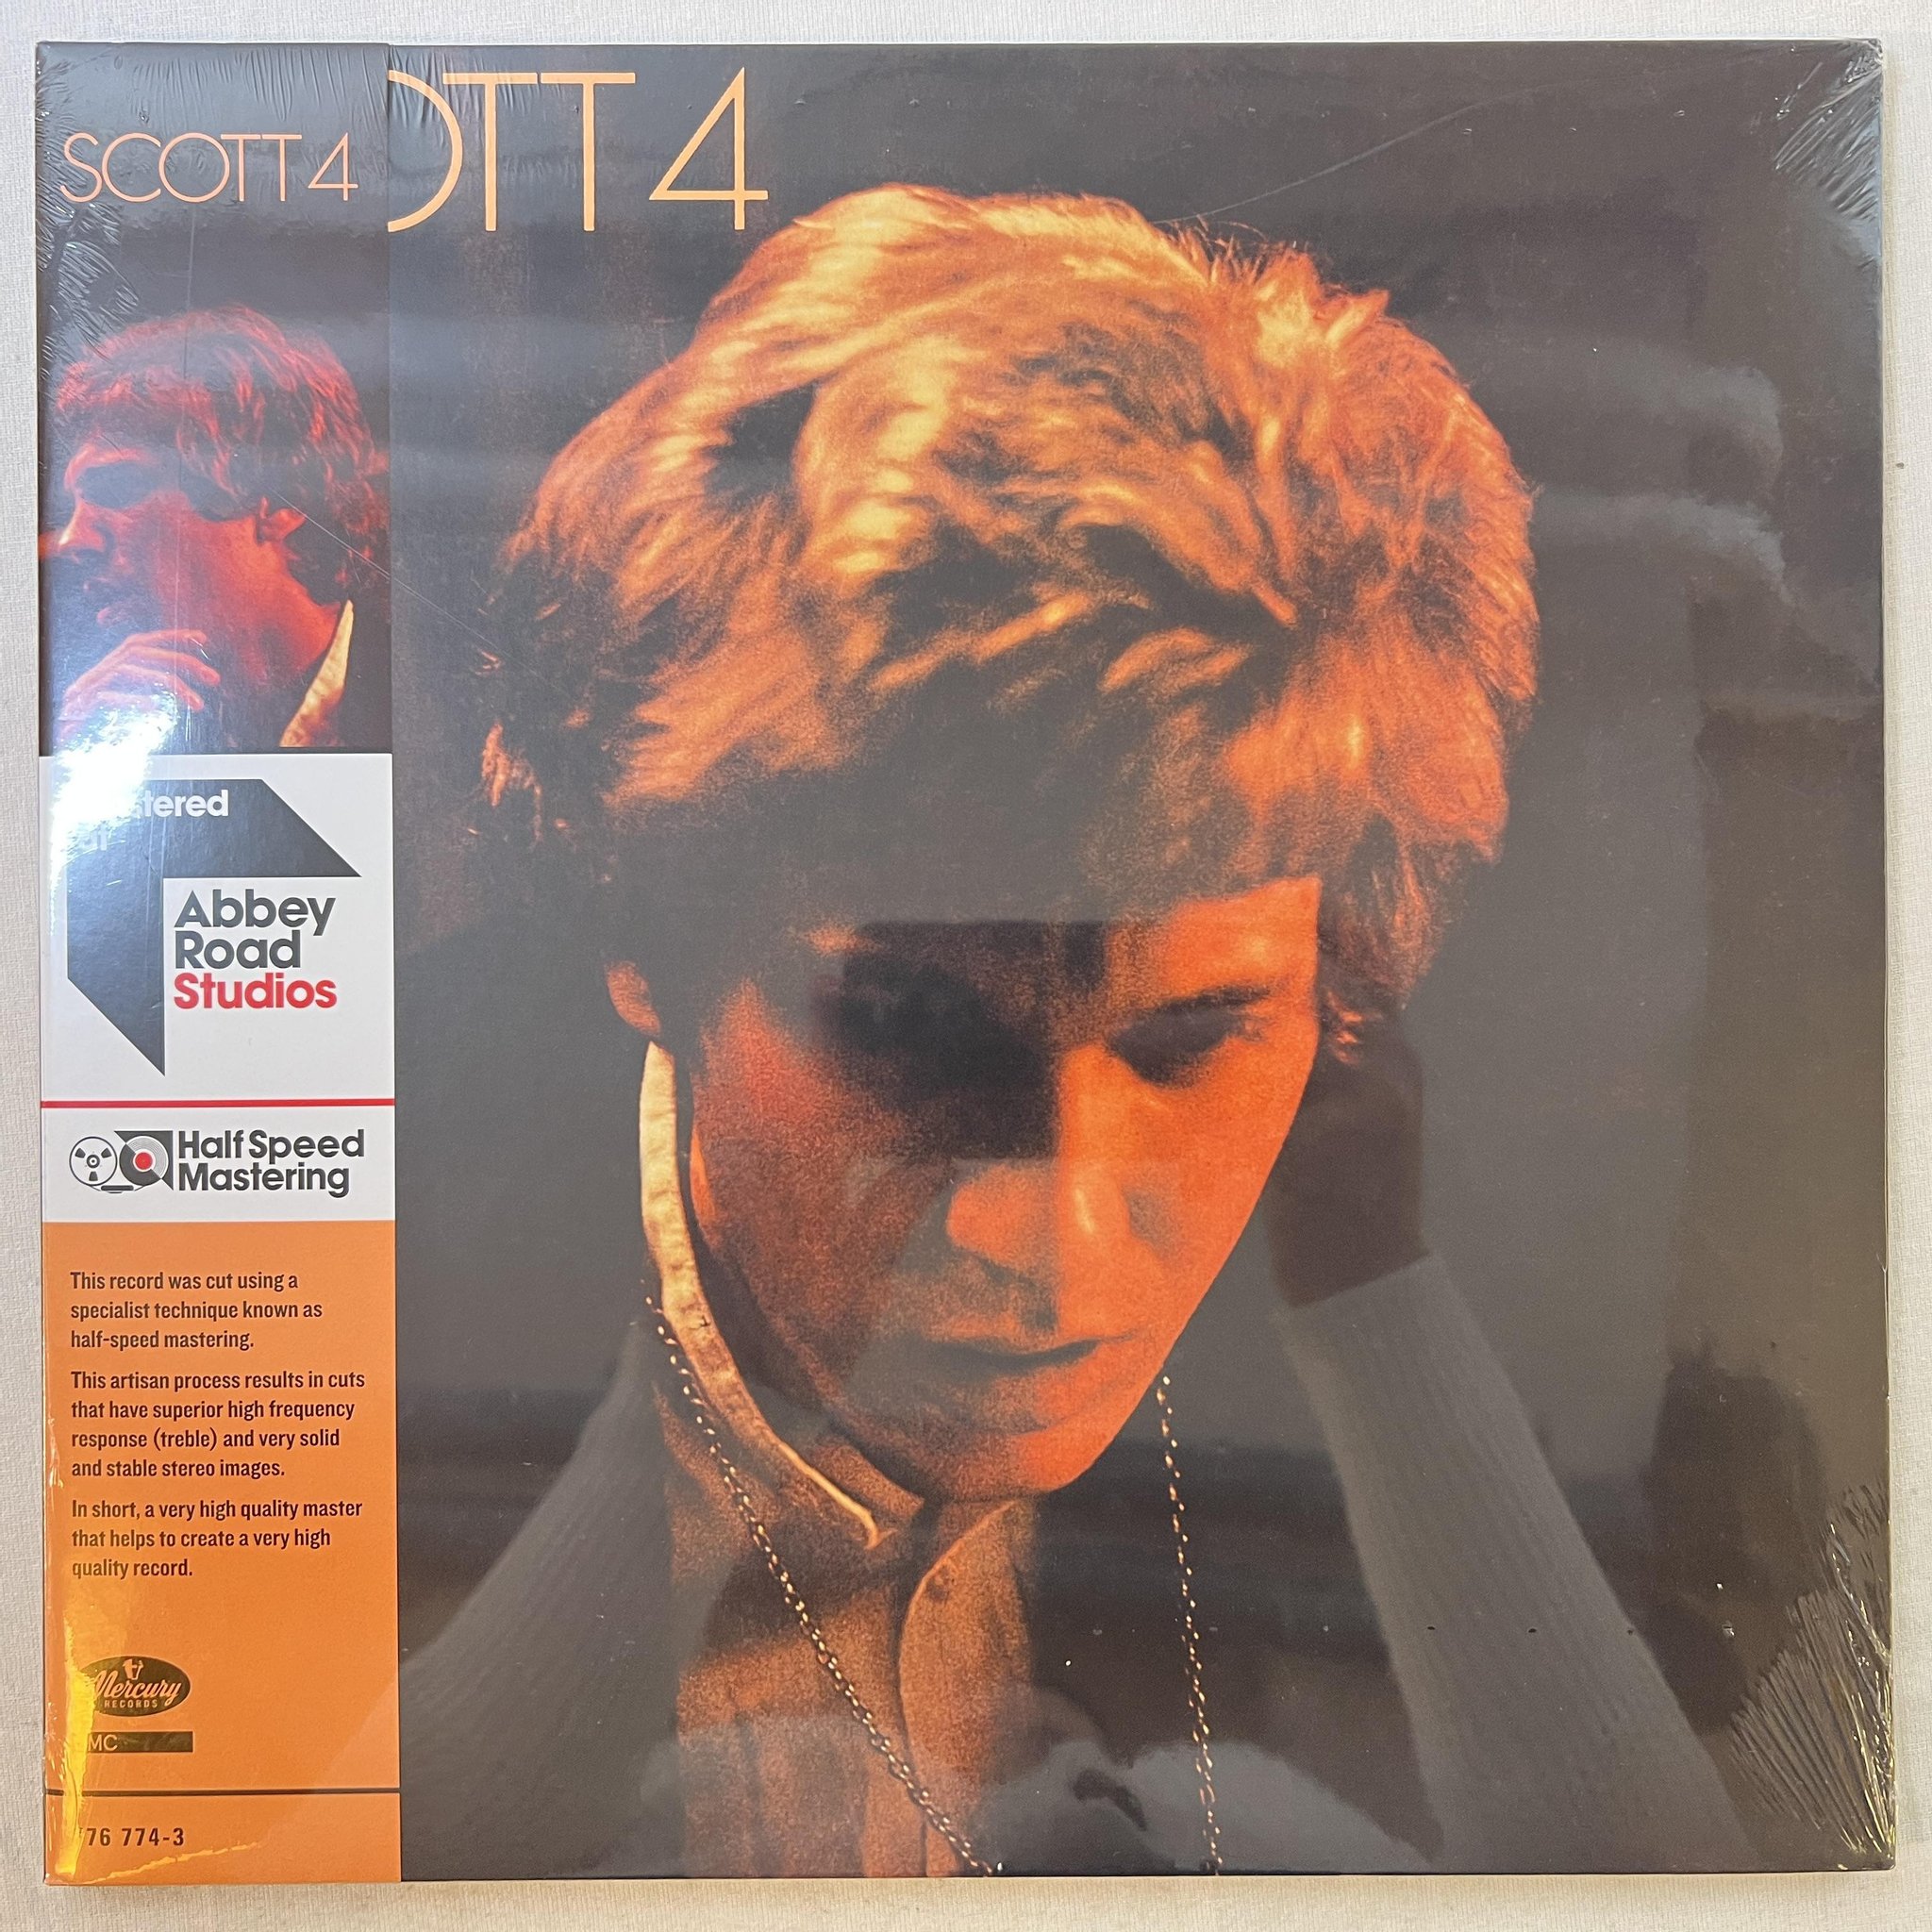 SCOTT 4
OTT 4
Abbey
Road
Studios
Half Speed
Mastering
This record was cut using a
specialist technique known as
half-speed mastering.
This artisan process results in cuts
that have superior high frequency
response (treble) and very solid
and stable stereo images.
In short, a very high quality master
that helps to create a very high
quality record.
Mercury
RECORDS
76 774-3